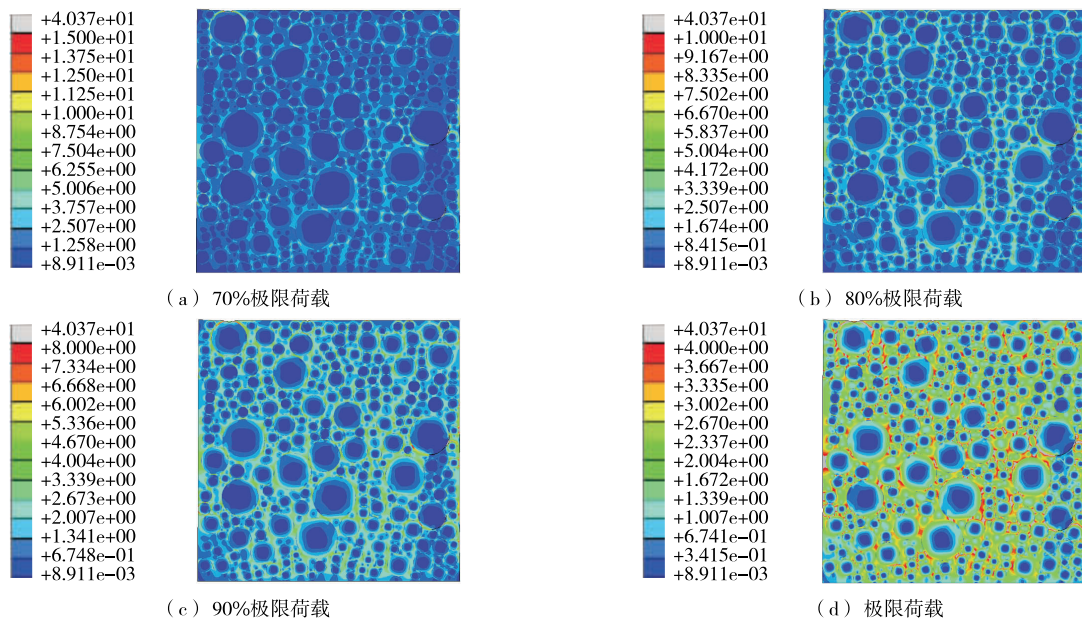 +4.037e+01
+1.500e+01
+1.375e+01
+1.250e+01
+1.125e+01
+1.000e+01
+8.754e+00
+7.504e+00
+6.255e+00
+5.006e+00
+3.757e+00
+2.507e+00
+1.258e+00
+8.911e−03
(a) 70%极限荷载
+4.037e+01
+1.000e+01
+9.167e+00
+8.335e+00
+7.502e+00
+6.670e+00
+5.837e+00
+5.004e+00
+4.172e+00
+3.339e+00
+2.507e+00
+1.674e+00
+8.415e−01
+8.911e−03
(b) 80%极限荷载
+4.037e+01
+8.000e+00
+7.334e+00
+6.668e+00
+6.002e+00
+5.336e+00
+4.670e+00
+4.004e+00
+3.339e+00
+2.673e+00
+2.007e+00
+1.341e+00
+6.748e−01
+8.911e−03
(c) 90%极限荷载
+4.037e+01
+4.000e+00
+3.667e+00
+3.335e+00
+3.002e+00
+2.670e+00
+2.337e+00
+2.004e+00
+1.672e+00
+1.339e+00
+1.007e+00
+6.741e−01
+3.415e−01
+8.911e−03
(d) 极限荷载